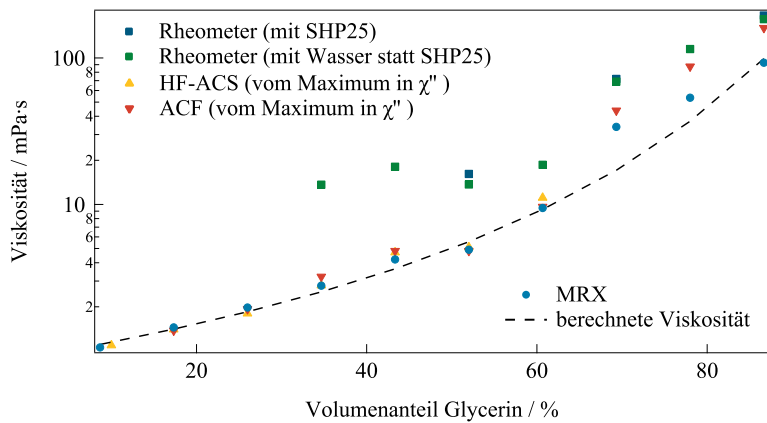 Rheometer (mit SHP25)
Rheometer (mit Wasser statt SHP25)
HF-ACS (vom Maximum in χ'' )
ACF (vom Maximum in χ'' )
Viskosität / mPa·s
100
8
6
4
2
10
8
6
4
2
MRX
berechnete Viskosität
20
40
60
80
Volumenanteil Glycerin / %